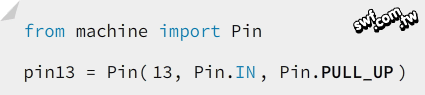 from machine import Pin
swf.com.tw
pin13 = Pin( 13, Pin.IN , Pin.PULL_UP )